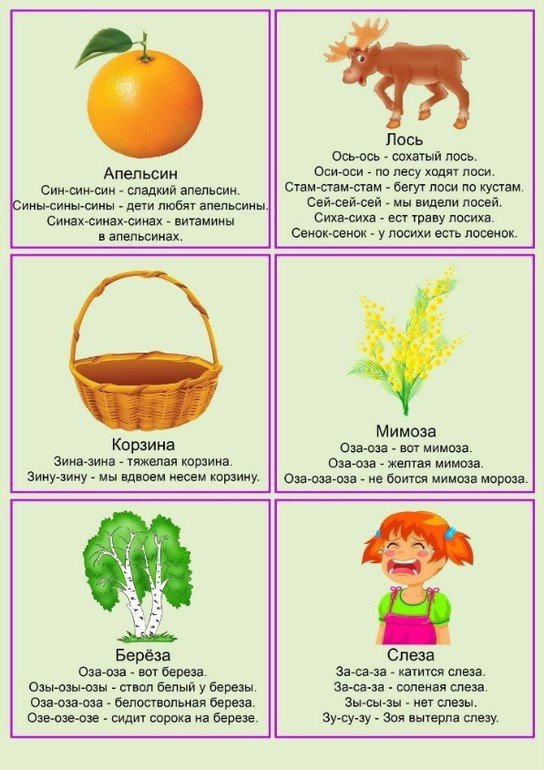 Апельсин
Син-син-син - сладкий апельсин.
Сины-сины-сины - дети любят апельсины.
Синах-синах-синах - витамины
в апельсинах.
Лось
Ось-ось - сохатый лось.
Оси-оси - по лесу ходят лоси.
Стам-стам-стам - бегут лоси по кустам.
Сей-сей-сей - мы видели лосей.
Сиха-сиха - ест траву лосиха.
Сенок-сенок - у лосихи есть лосенок.
Корзина
Зина-зина - тяжелая корзина.
Зину-зину - мы вдвоем несем корзину.
Мимоза
Оза-оза - вот мимоза.
Оза-оза - желтая мимоза.
Оза-оза-оза - не боится мимоза мороза.
Берёза
Оза-оза - вот береза.
Озы-озы-озы - ствол белый у березы.
Оза-оза-оза - белоствольная береза.
Озе-озе-озе - сидит сорока на березе.
Слеза
За-са-за - катится слеза.
За-са-за - соленая слеза.
Зы-сы-зы - нет слезы.
Зу-су-зу - Зоя вытерла слезу.